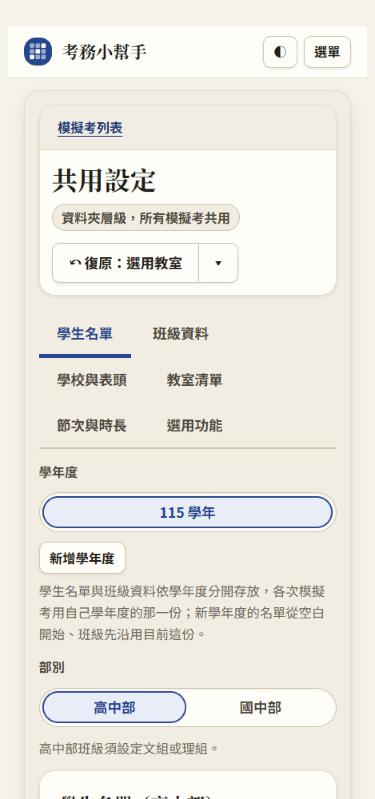 考務小幫手
選單
模擬考列表
共用設定
資料夾層級，所有模擬考共用
復原：選用教室
學生名單 班級資料
學校與表頭 教室清單
節次與時長 選用功能
學年度
115 學年
新增學年度
學生名單與班級資料依學年度分開存放，各次模擬
考用自己學年度的那一份；新學年度的名單從空白
開始、班級先沿用目前這份。
部別
高中部 國中部
高中部班級須設定文組或理組。